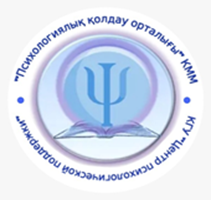 "Психологиялық қолдау орталығы" КММ
КГУ "Центр психологической поддержки"
Ψ